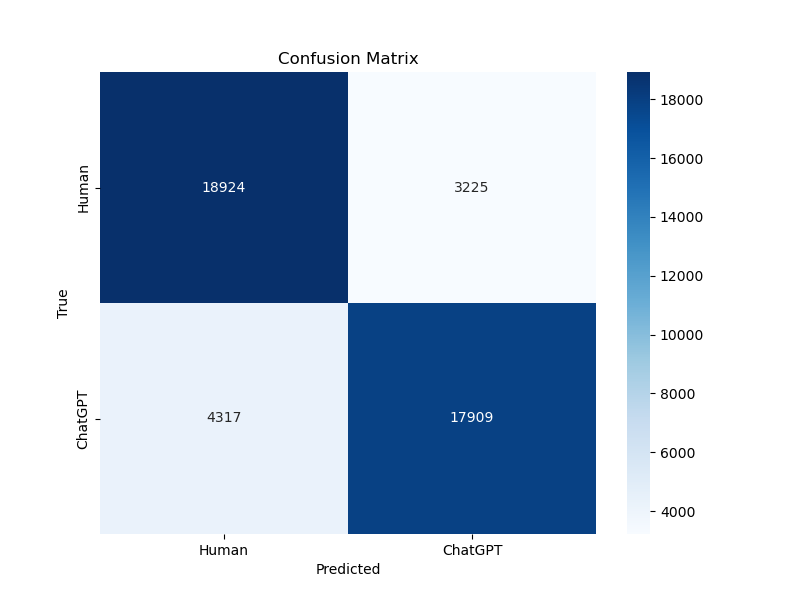 Confusion Matrix
Human
18924
3225
True
ChatGPT
4317
17909
Human
ChatGPT
Predicted
18000
16000
14000
12000
10000
8000
6000
4000